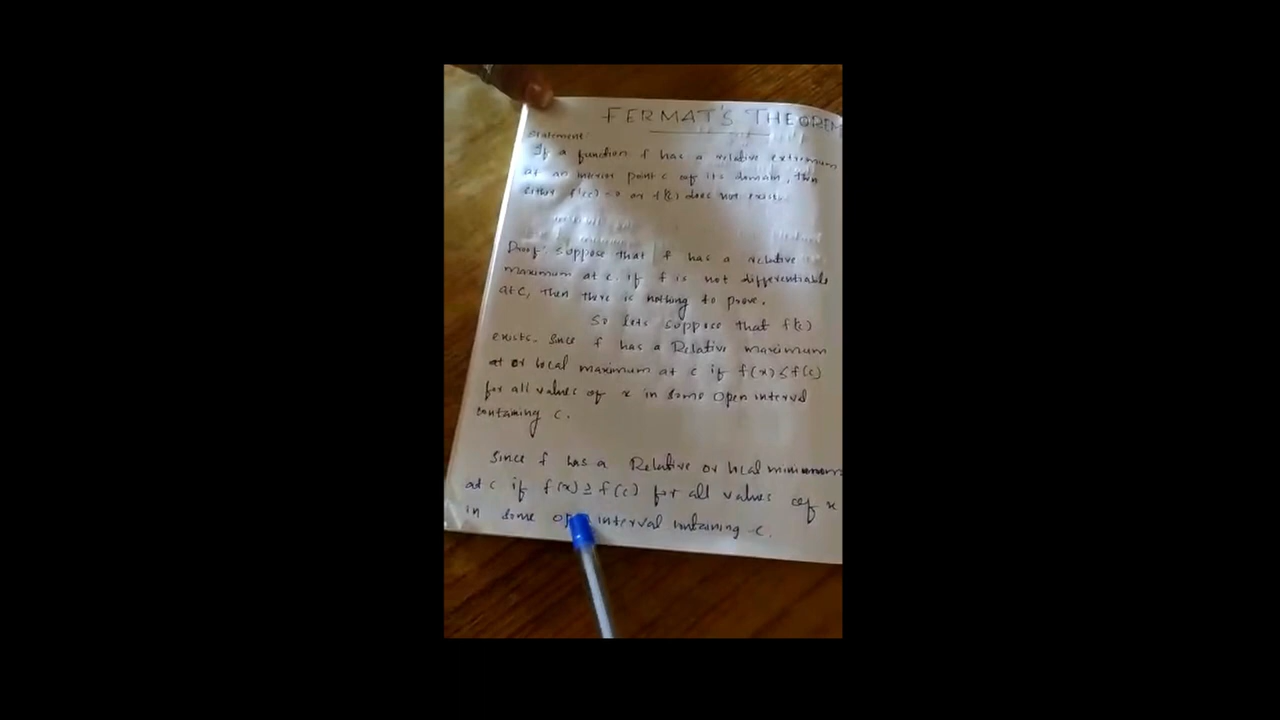 FERMAT'S THEOREM
Statement:
If a function f has a relative extremum
at an interior point c of its domain, then
either f'(c)=0 or f'(c) does not exist.
Proof: Suppose that f has a relative
maximum at c. if f is not differentiable
at C, Then there is nothing to prove.
So lets suppose that f'(c)
exists. Since f has a Relative maximum
at or local maximum at c if f(x)≤f(c)
for all values of x in some open interval
containing c.
Since f has a Relative or local minimum
at c if f(x) ≥ f(c) for all values of x
in some open interval containing c.